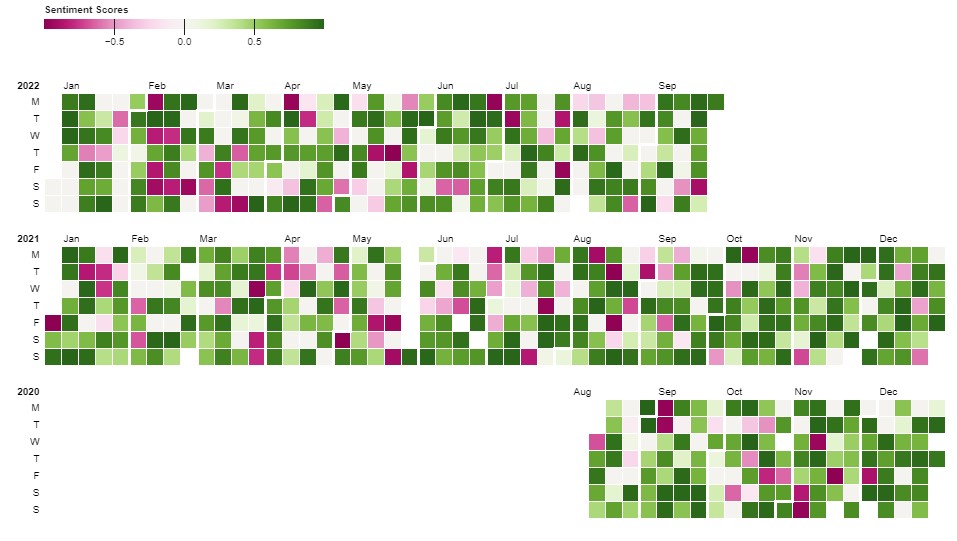 Sentiment Scores
−0.5 0.0 0.5
2022 Jan Feb Mar Apr May Jun Jul Aug Sep
M
T
W
T
F
S
S
2021 Jan Feb Mar Apr May Jun Jul Aug Sep Oct Nov Dec
M
T
W
T
F
S
S
2020 Aug Sep Oct Nov Dec
M
T
W
T
F
S
S